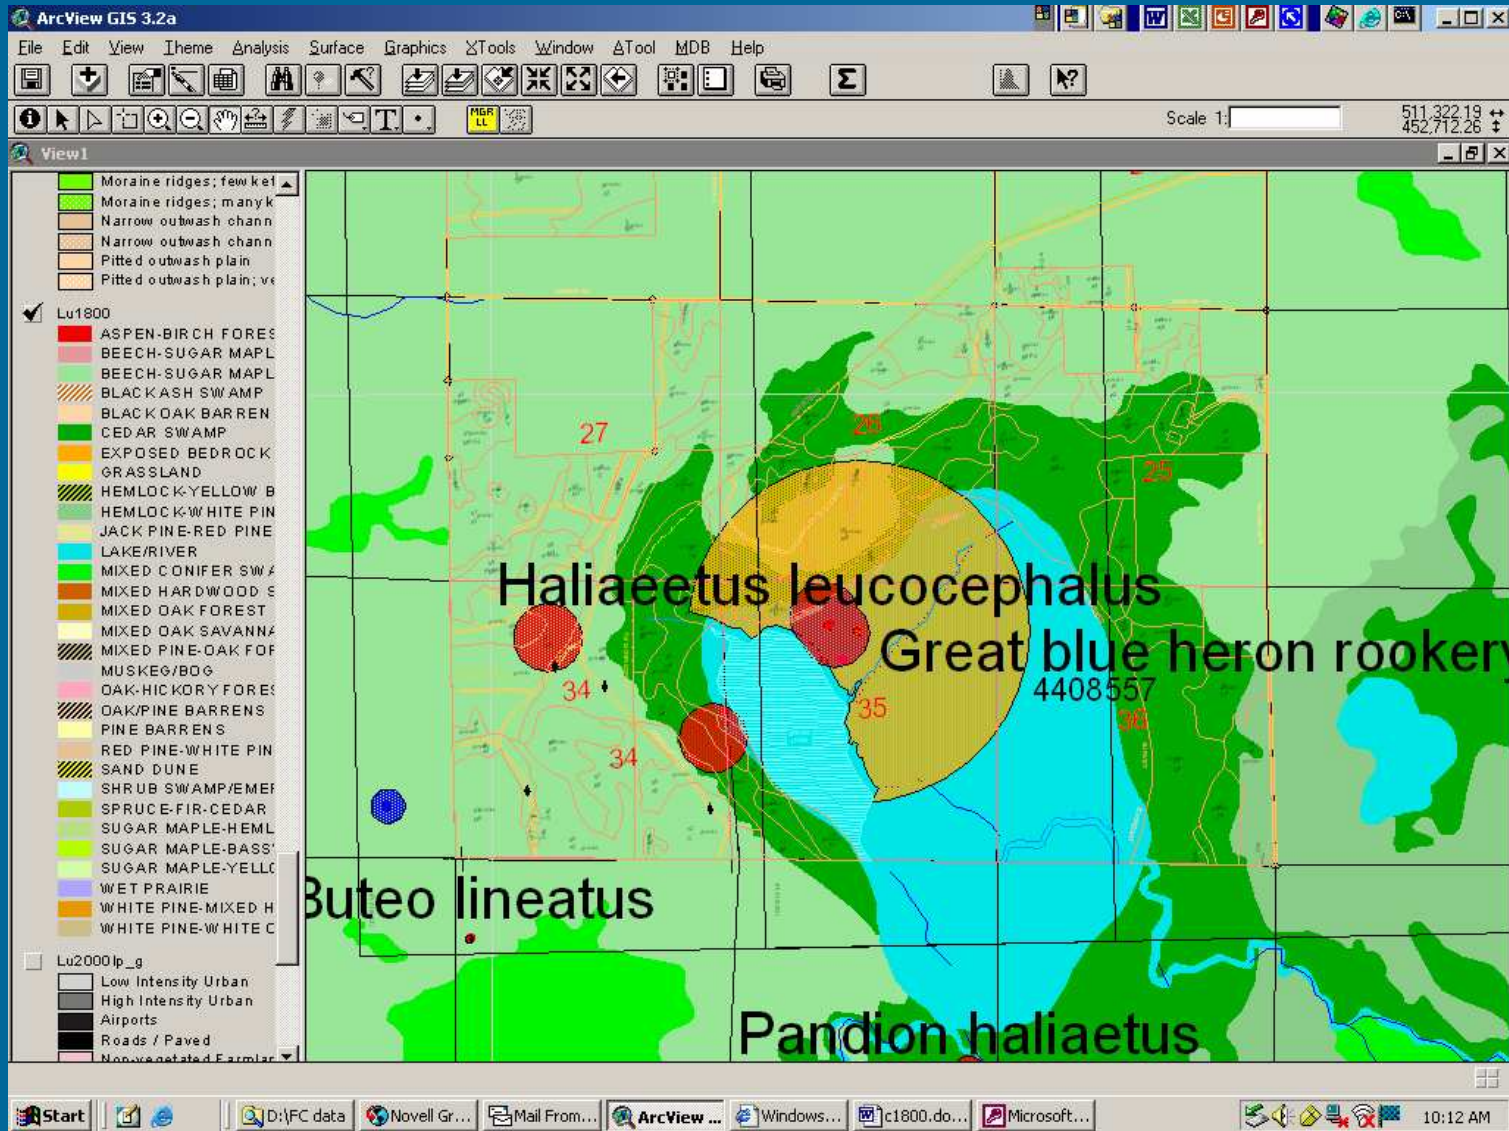 ArcView GIS 3.2a
File Edit View Theme Analysis Surface Graphics XTools Window ATool MDB Help
MGR
LL
Scale 1:
511,322.19
452,712.26
View1
Moraine ridges; few ket
Moraine ridges; many k
Narrow outwash chann
Narrow outwash chann
Pitted outwash plain
Pitted outwash plain; ve
Lu1800
ASPEN-BIRCH FORES
BEECH-SUGAR MAPL
BEECH-SUGAR MAPL
BLACK ASH SWAMP
BLACK OAK BARREN
CEDAR SWAMP
EXPOSED BEDROCK
GRASSLAND
HEMLOCK-YELLOW B
HEMLOCK-WHITE PIN
JACK PINE-RED PINE
LAKE/RIVER
MIXED CONIFER SWA
MIXED HARDWOOD S
MIXED OAK FOREST
MIXED OAK SAVANNA
MIXED PINE-OAK FOR
MUSKEG/BOG
OAK-HICKORY FORES
OAK/PINE BARRENS
PINE BARRENS
RED PINE-WHITE PIN
SAND DUNE
SHRUB SWAMP/EMER
SPRUCE-FIR-CEDAR
SUGAR MAPLE-HEML
SUGAR MAPLE-BASS
SUGAR MAPLE-YELL
WET PRAIRIE
WHITE PINE-MIXED H
WHITE PINE-WHITE O
Lu2000lp_g
Low Intensity Urban
High Intensity Urban
Airports
Roads / Paved
Non-vegetated Farmlan
26
27
25
Haliaeetus leucocephalus
Great blue heron rookery
34
4408557
35
36
34
Buteo lineatus
Pandion haliaetus
Start D:\FC data Novell Gr... Mail From... ArcView ... Windows... c1800.do... Microsoft... 10:12 AM